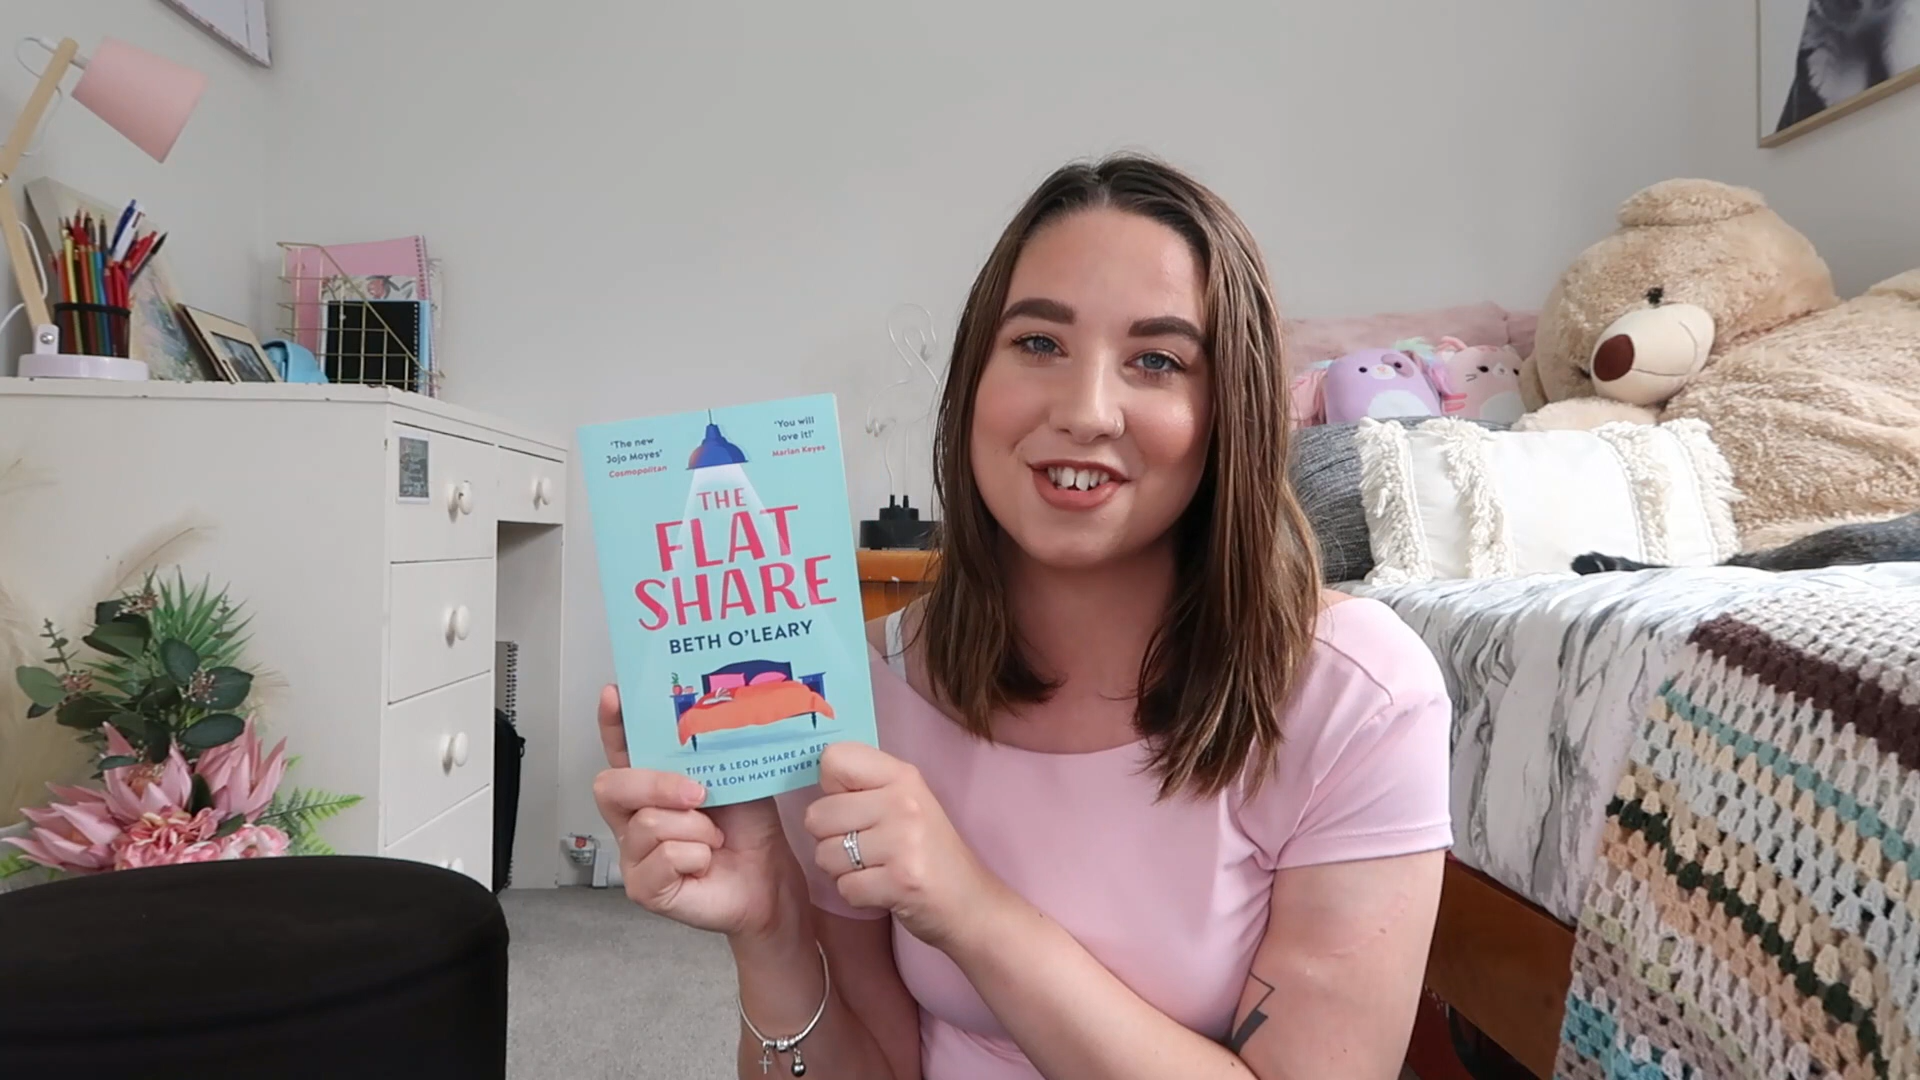 'The new
Jojo Moyes'
Cosmopolitan
'You will
love it!'
Marian Keyes
THE
FLAT
SHARE
BETH O'LEARY
TIFFY & LEON SHARE A BED
& LEON HAVE NEVER